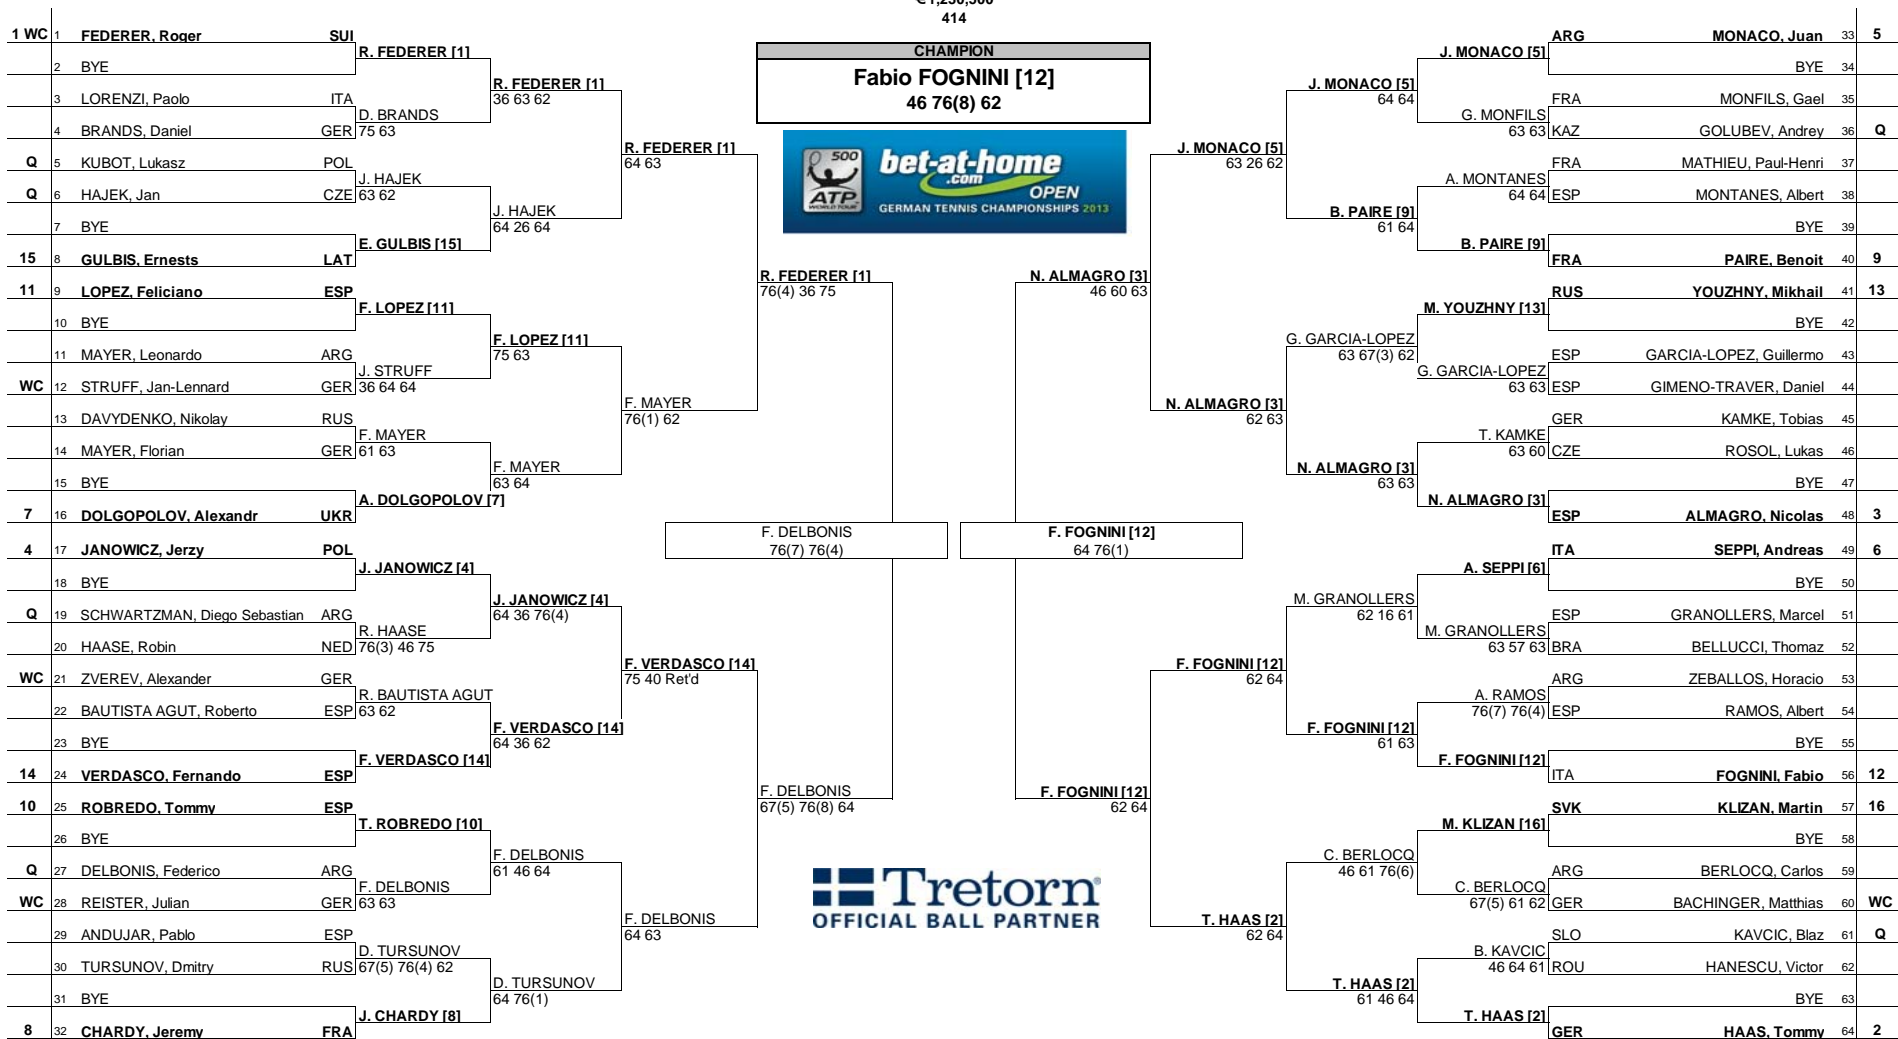 €1,230,500
414
CHAMPION
Fabio FOGNINI [12]
46 76(8) 62
500
ATP
WORLD TOUR
bet-at-home
.com
OPEN
GERMAN TENNIS CHAMPIONSHIPS 2013
1 WC 1 FEDERER, Roger SUI
2 BYE
3 LORENZI, Paolo ITA
4 BRANDS, Daniel GER
Q 5 KUBOT, Lukasz POL
Q 6 HAJEK, Jan CZE
7 BYE
15 8 GULBIS, Ernests LAT
11 9 LOPEZ, Feliciano ESP
10 BYE
11 MAYER, Leonardo ARG
WC 12 STRUFF, Jan-Lennard GER
13 DAVYDENKO, Nikolay RUS
14 MAYER, Florian GER
15 BYE
7 16 DOLGOPOLOV, Alexandr UKR
4 17 JANOWICZ, Jerzy POL
18 BYE
Q 19 SCHWARTZMAN, Diego Sebastian ARG
20 HAASE, Robin NED
WC 21 ZVEREV, Alexander GER
22 BAUTISTA AGUT, Roberto ESP
23 BYE
14 24 VERDASCO, Fernando ESP
10 25 ROBREDO, Tommy ESP
26 BYE
Q 27 DELBONIS, Federico ARG
WC 28 REISTER, Julian GER
29 ANDUJAR, Pablo ESP
30 TURSUNOV, Dmitry RUS
31 BYE
8 32 CHARDY, Jeremy FRA
R. FEDERER [1]
D. BRANDS
75 63
J. HAJEK
63 62
E. GULBIS [15]
F. LOPEZ [11]
J. STRUFF
36 64 64
F. MAYER
61 63
A. DOLGOPOLOV [7]
J. JANOWICZ [4]
R. HAASE
76(3) 46 75
R. BAUTISTA AGUT
63 62
F. VERDASCO [14]
T. ROBREDO [10]
F. DELBONIS
63 63
D. TURSUNOV
67(5) 76(4) 62
J. CHARDY [8]
R. FEDERER [1]
36 63 62
J. HAJEK
64 26 64
F. LOPEZ [11]
75 63
F. MAYER
63 64
J. JANOWICZ [4]
64 36 76(4)
F. VERDASCO [14]
64 36 62
F. DELBONIS
61 46 64
D. TURSUNOV
64 76(1)
R. FEDERER [1]
64 63
F. MAYER
76(1) 62
F. VERDASCO [14]
75 40 Ret'd
F. DELBONIS
64 63
R. FEDERER [1]
76(4) 36 75
F. DELBONIS
67(5) 76(8) 64
F. DELBONIS
76(7) 76(4)
F. FOGNINI [12]
64 76(1)
N. ALMAGRO [3]
46 60 63
F. FOGNINI [12]
62 64
J. MONACO [5]
63 26 62
N. ALMAGRO [3]
62 63
F. FOGNINI [12]
62 64
T. HAAS [2]
62 64
J. MONACO [5]
64 64
B. PAIRE [9]
61 64
G. GARCIA-LOPEZ
63 67(3) 62
N. ALMAGRO [3]
63 63
M. GRANOLLERS
62 16 61
F. FOGNINI [12]
61 63
C. BERLOCQ
46 61 76(6)
T. HAAS [2]
61 46 64
J. MONACO [5]
G. MONFILS
63 63
A. MONTANES
64 64
B. PAIRE [9]
M. YOUZHNY [13]
G. GARCIA-LOPEZ
63 63
T. KAMKE
63 60
N. ALMAGRO [3]
A. SEPPI [6]
M. GRANOLLERS
63 57 63
A. RAMOS
76(7) 76(4)
F. FOGNINI [12]
M. KLIZAN [16]
C. BERLOCQ
67(5) 61 62
B. KAVCIC
46 64 61
T. HAAS [2]
ARG MONACO, Juan 33 5
BYE 34
FRA MONFILS, Gael 35
KAZ GOLUBEV, Andrey 36 Q
FRA MATHIEU, Paul-Henri 37
ESP MONTANES, Albert 38
BYE 39
FRA PAIRE, Benoit 40 9
RUS YOUZHNY, Mikhail 41 13
BYE 42
ESP GARCIA-LOPEZ, Guillermo 43
ESP GIMENO-TRAVER, Daniel 44
GER KAMKE, Tobias 45
CZE ROSOL, Lukas 46
BYE 47
ESP ALMAGRO, Nicolas 48 3
ITA SEPPI, Andreas 49 6
BYE 50
ESP GRANOLLERS, Marcel 51
BRA BELLUCCI, Thomaz 52
ARG ZEBALLOS, Horacio 53
ESP RAMOS, Albert 54
BYE 55
ITA FOGNINI, Fabio 56 12
SVK KLIZAN, Martin 57 16
BYE 58
ARG BERLOCQ, Carlos 59
GER BACHINGER, Matthias 60 WC
SLO KAVCIC, Blaz 61 Q
ROU HANESCU, Victor 62
BYE 63
GER HAAS, Tommy 64 2
Tretorn®
OFFICIAL BALL PARTNER